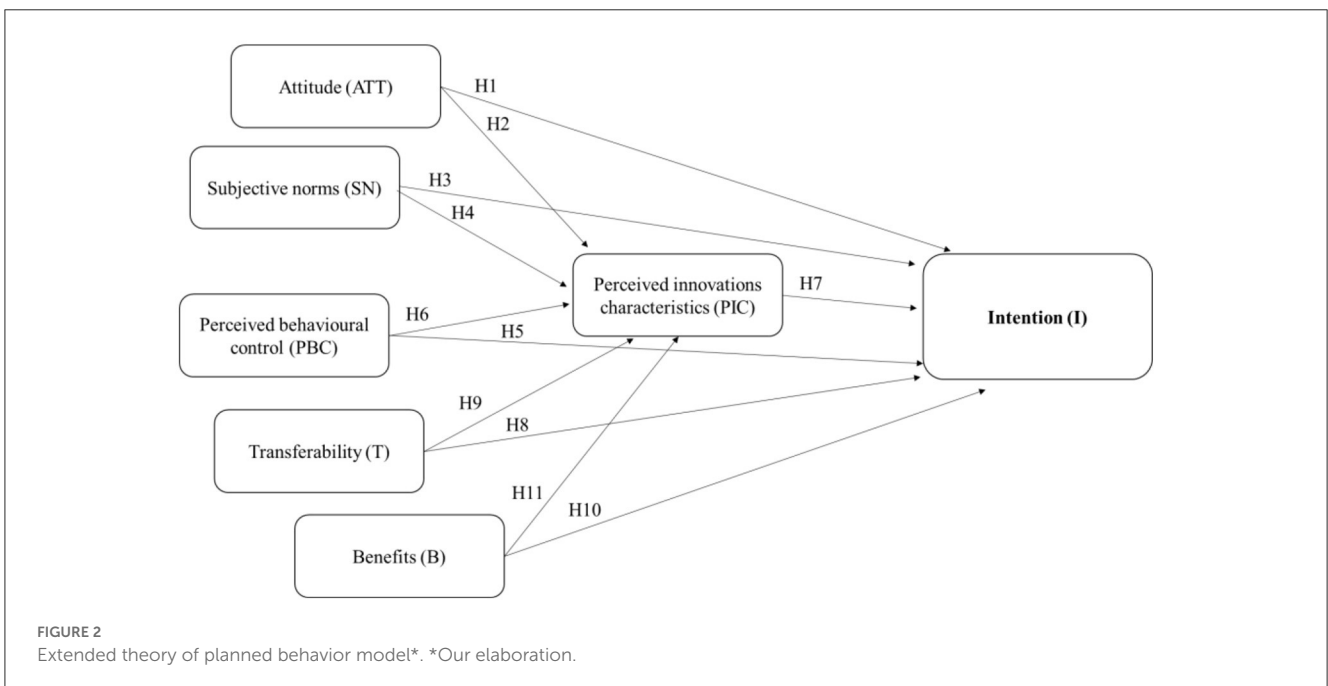 Attitude (ATT)
H1
H2
Subjective norms (SN)
H3
H4
Perceived innovations
characteristics (PIC)
H7
Intention (I)
Perceived behavioural
control (PBC)
H6
H5
H9
H8
Transferability (T)
H11
H10
Benefits (B)
FIGURE 2
Extended theory of planned behavior model*. *Our elaboration.